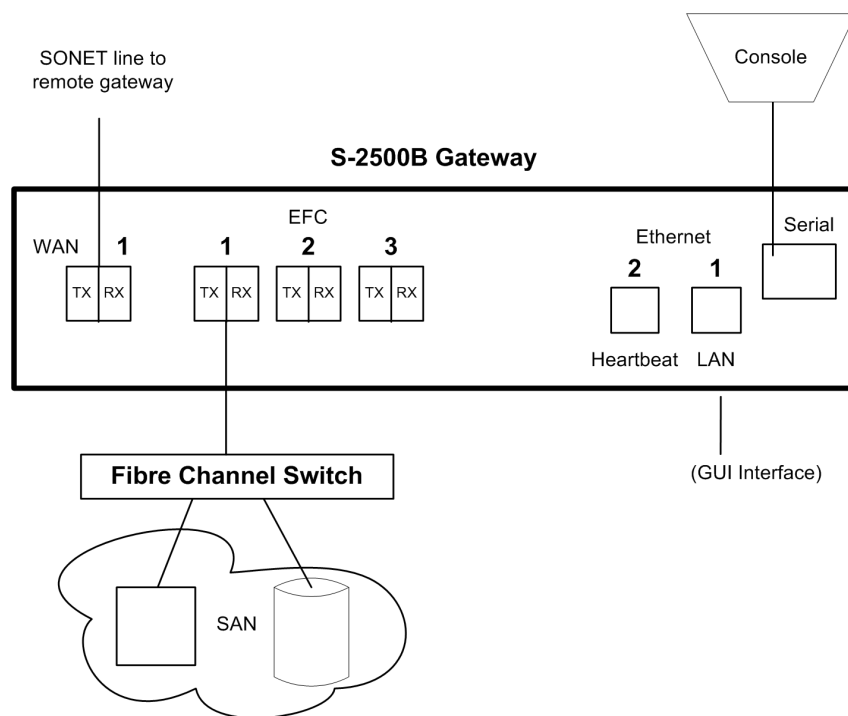 SONET line to
remote gateway
Console
S-2500B Gateway
EFC
WAN 1 1 2 3
TX RX TX RX TX RX TX RX
Ethernet
2 1
Serial
Heartbeat LAN
Fibre Channel Switch
(GUI Interface)
SAN